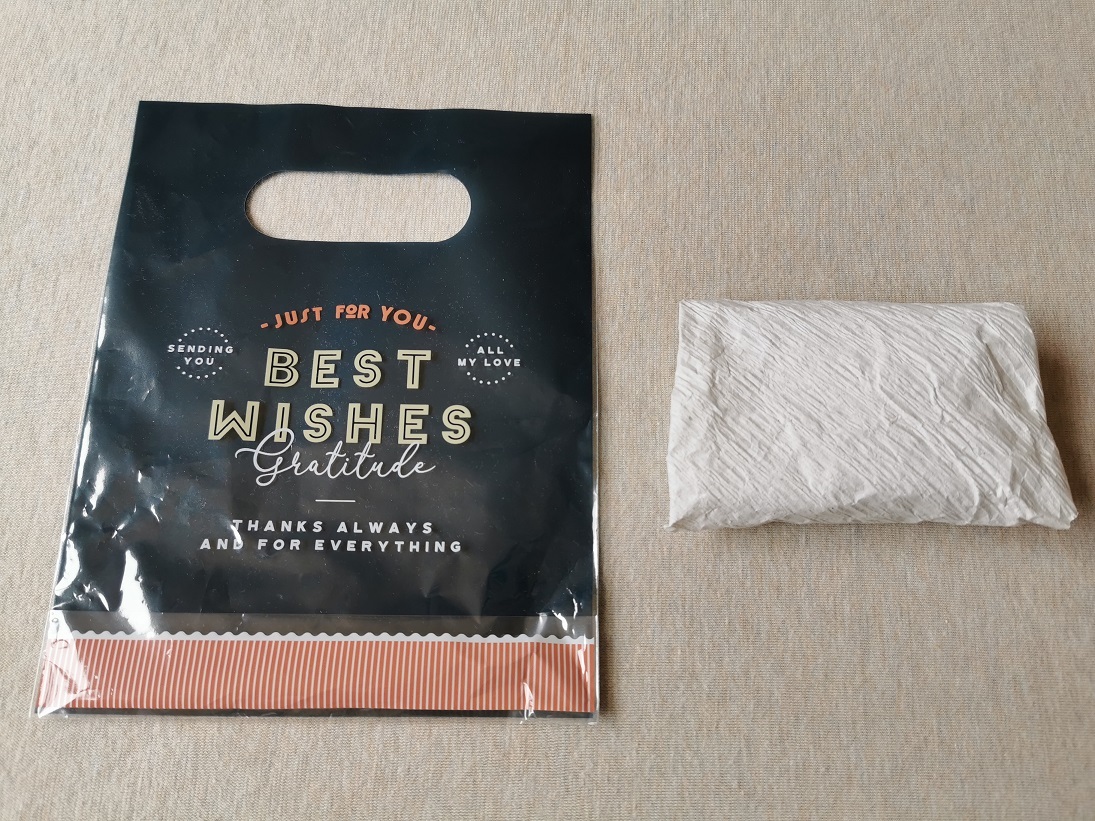 -JUST FOR YOU-
SENDING
YOU
ALL
MY LOVE
BEST
WISHES
Gratitude
THANKS ALWAYS
AND FOR EVERYTHING